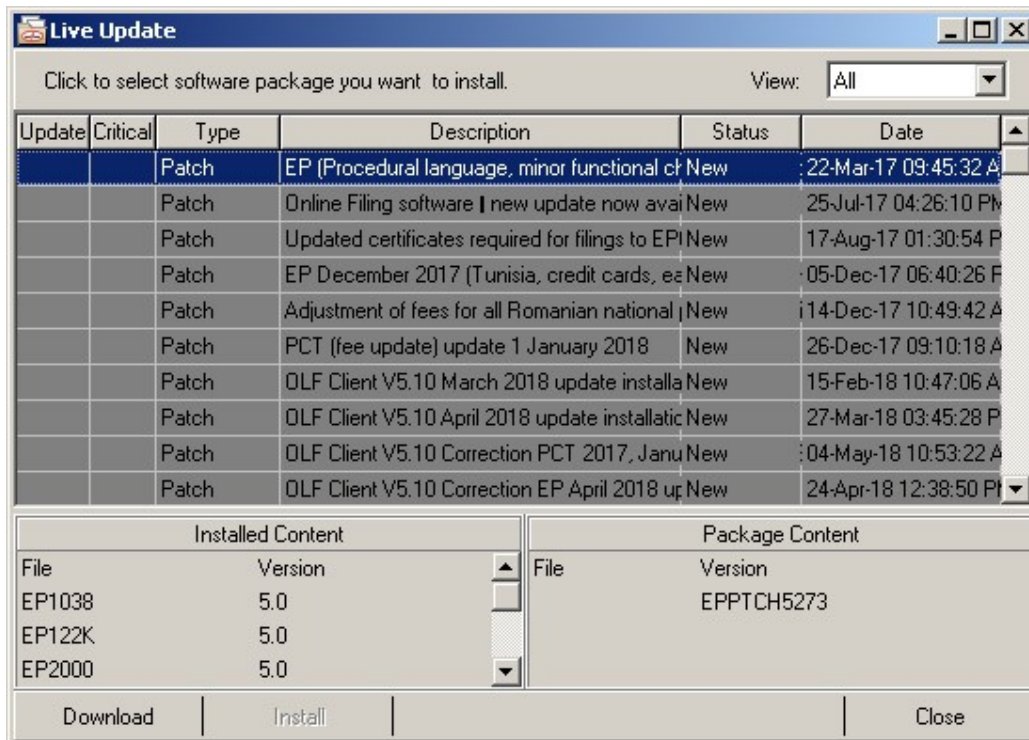 Live Update
Click to select software package you want to install. View: All
Update Critical Type Description Status Date
Patch EP (Procedural language, minor functional ch New 22-Mar-17 09:45:32 A
Patch Online Filing software | new update now avai New 25-Jul-17 04:26:10 PM
Patch Updated certificates required for filings to EP New 17-Aug-17 01:30:54 P
Patch EP December 2017 (Tunisia, credit cards, ea New 05-Dec-17 06:40:26 P
Patch Adjustment of fees for all Romanian national New 14-Dec-17 10:49:42 A
Patch PCT (fee update) update 1 January 2018 New 26-Dec-17 09:10:18 A
Patch OLF Client V5.10 March 2018 update installa New 15-Feb-18 10:47:06 A
Patch OLF Client V5.10 April 2018 update installatic New 27-Mar-18 03:45:28 P
Patch OLF Client V5.10 Correction PCT 2017, Janu New 04-May-18 10:53:22 A
Patch OLF Client V5.10 Correction EP April 2018 up New 24-Apr-18 12:38:50 PM
Installed Content Package Content
File Version File Version
EP1038 5.0 EPPTCH5273
EP122K 5.0
EP2000 5.0
Download Install Close